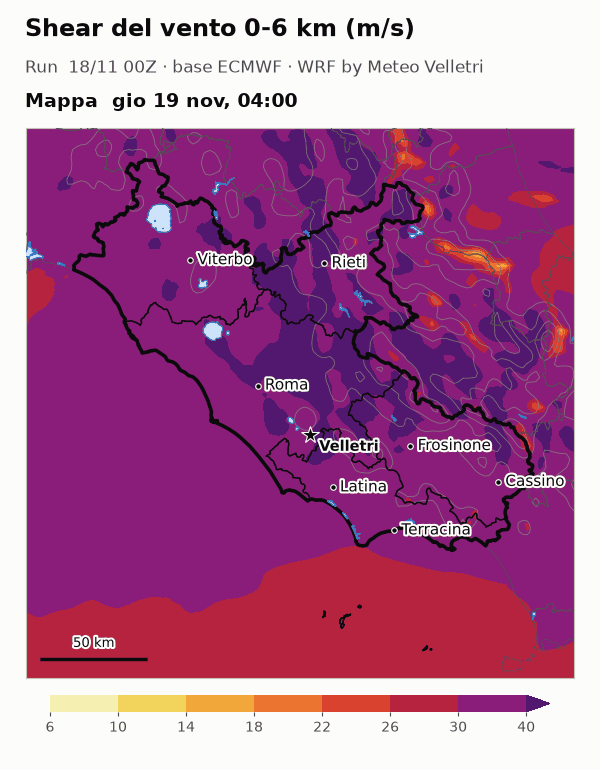 Shear del vento 0-6 km (m/s)
Run  18/11 00Z · base ECMWF · WRF by Meteo Velletri
Mappa  gio 19 nov, 04:00
Viterbo
Rieti
Roma
Velletri
Frosinone
Latina
Cassino
Terracina
50 km
6 10 14 18 22 26 30 40